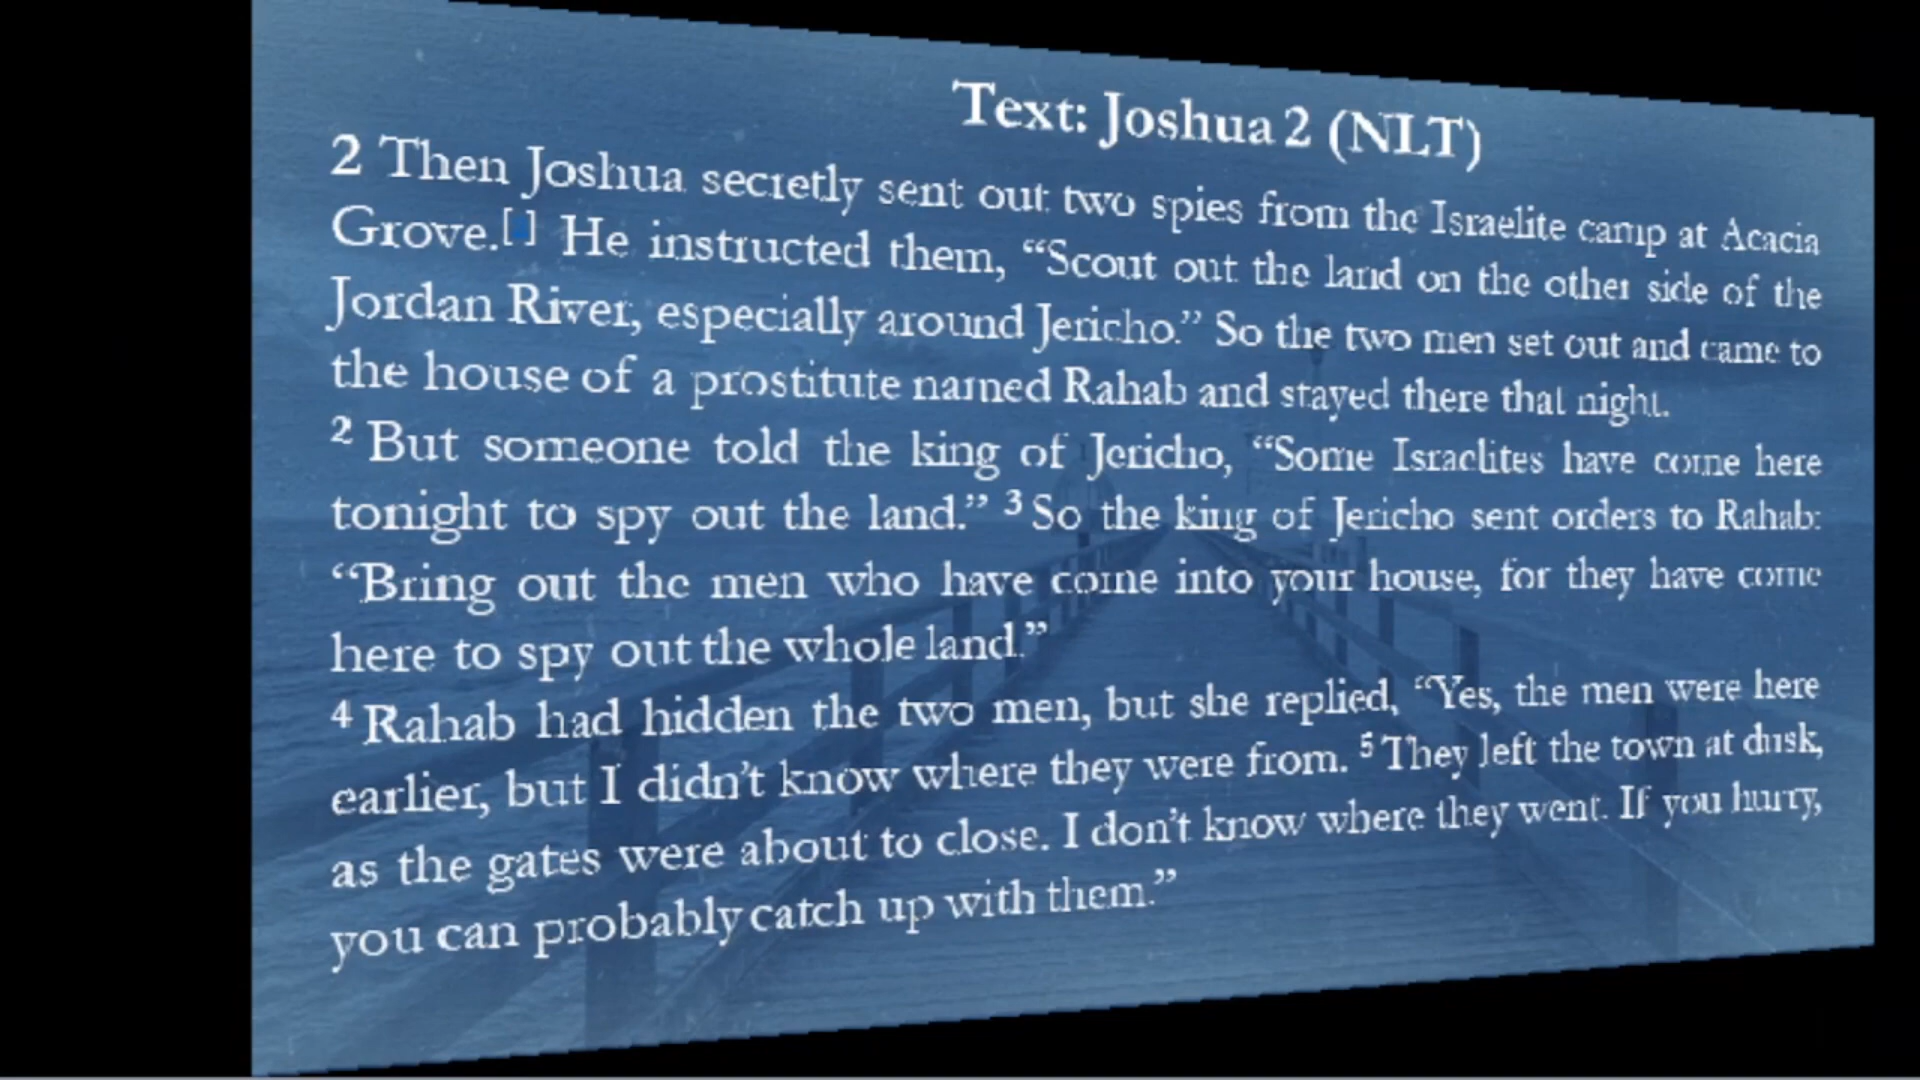 Text: Joshua 2 (NLT)
2 Then Joshua secretly sent out two spies from the Israelite camp at Acacia
Grove.[ ] He instructed them, “Scout out the land on the other side of the
Jordan River, especially around Jericho.” So the two men set out and came to
the house of a prostitute named Rahab and stayed there that night.
2 But someone told the king of Jericho, “Some Israelites have come here
tonight to spy out the land.” 3 So the king of Jericho sent orders to Rahab:
“Bring out the men who have come into your house, for they have come
here to spy out the whole land.”
4 Rahab had hidden the two men, but she replied, “Yes, the men were here
earlier, but I didn’t know where they were from. 5 They left the town at dusk,
as the gates were about to close. I don’t know where they went. If you hurry,
you can probably catch up with them.”